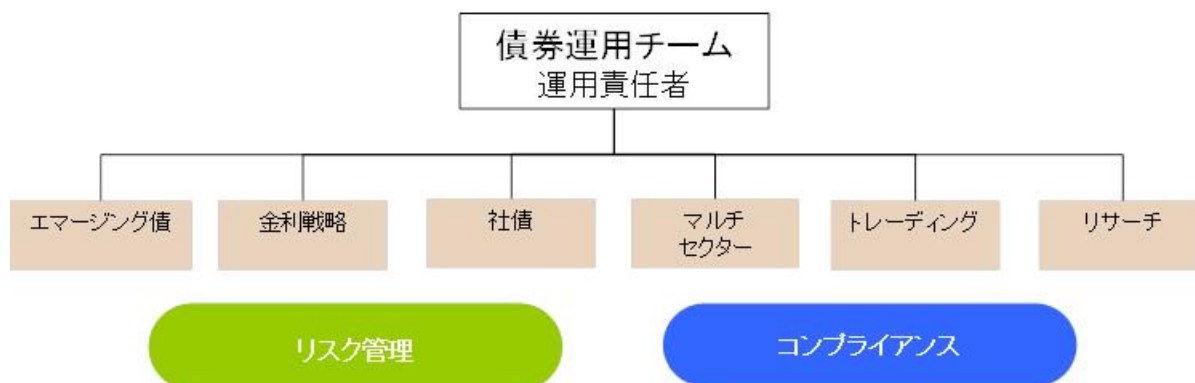 債券運用チーム
運用責任者
エマージング債
金利戦略
社債
マルチ
セクター
トレーディング
リサーチ
リスク管理
コンプライアンス